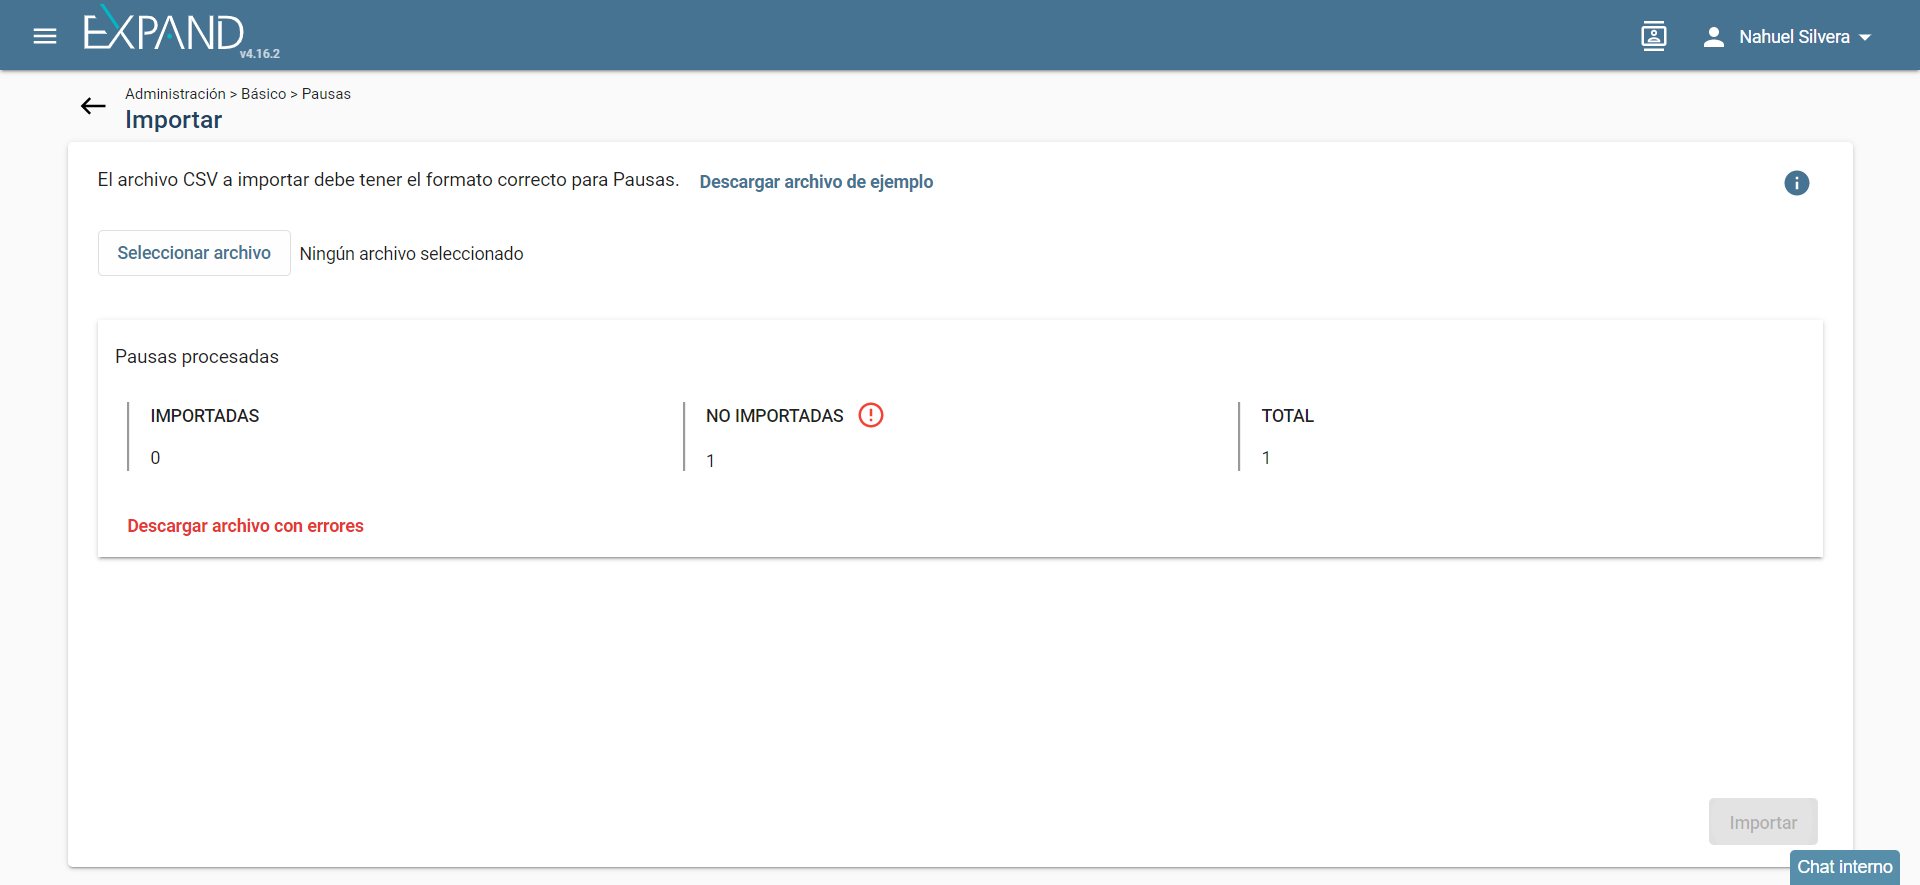 EXPAND
v4.16.2
Nahuel Silvera
Administración > Básico > Pausas
Importar
El archivo CSV a importar debe tener el formato correcto para Pausas. Descargar archivo de ejemplo
Seleccionar archivo Ningún archivo seleccionado
Pausas procesadas
IMPORTADAS NO IMPORTADAS TOTAL
0 1 1
Descargar archivo con errores
Importar
Chat interno